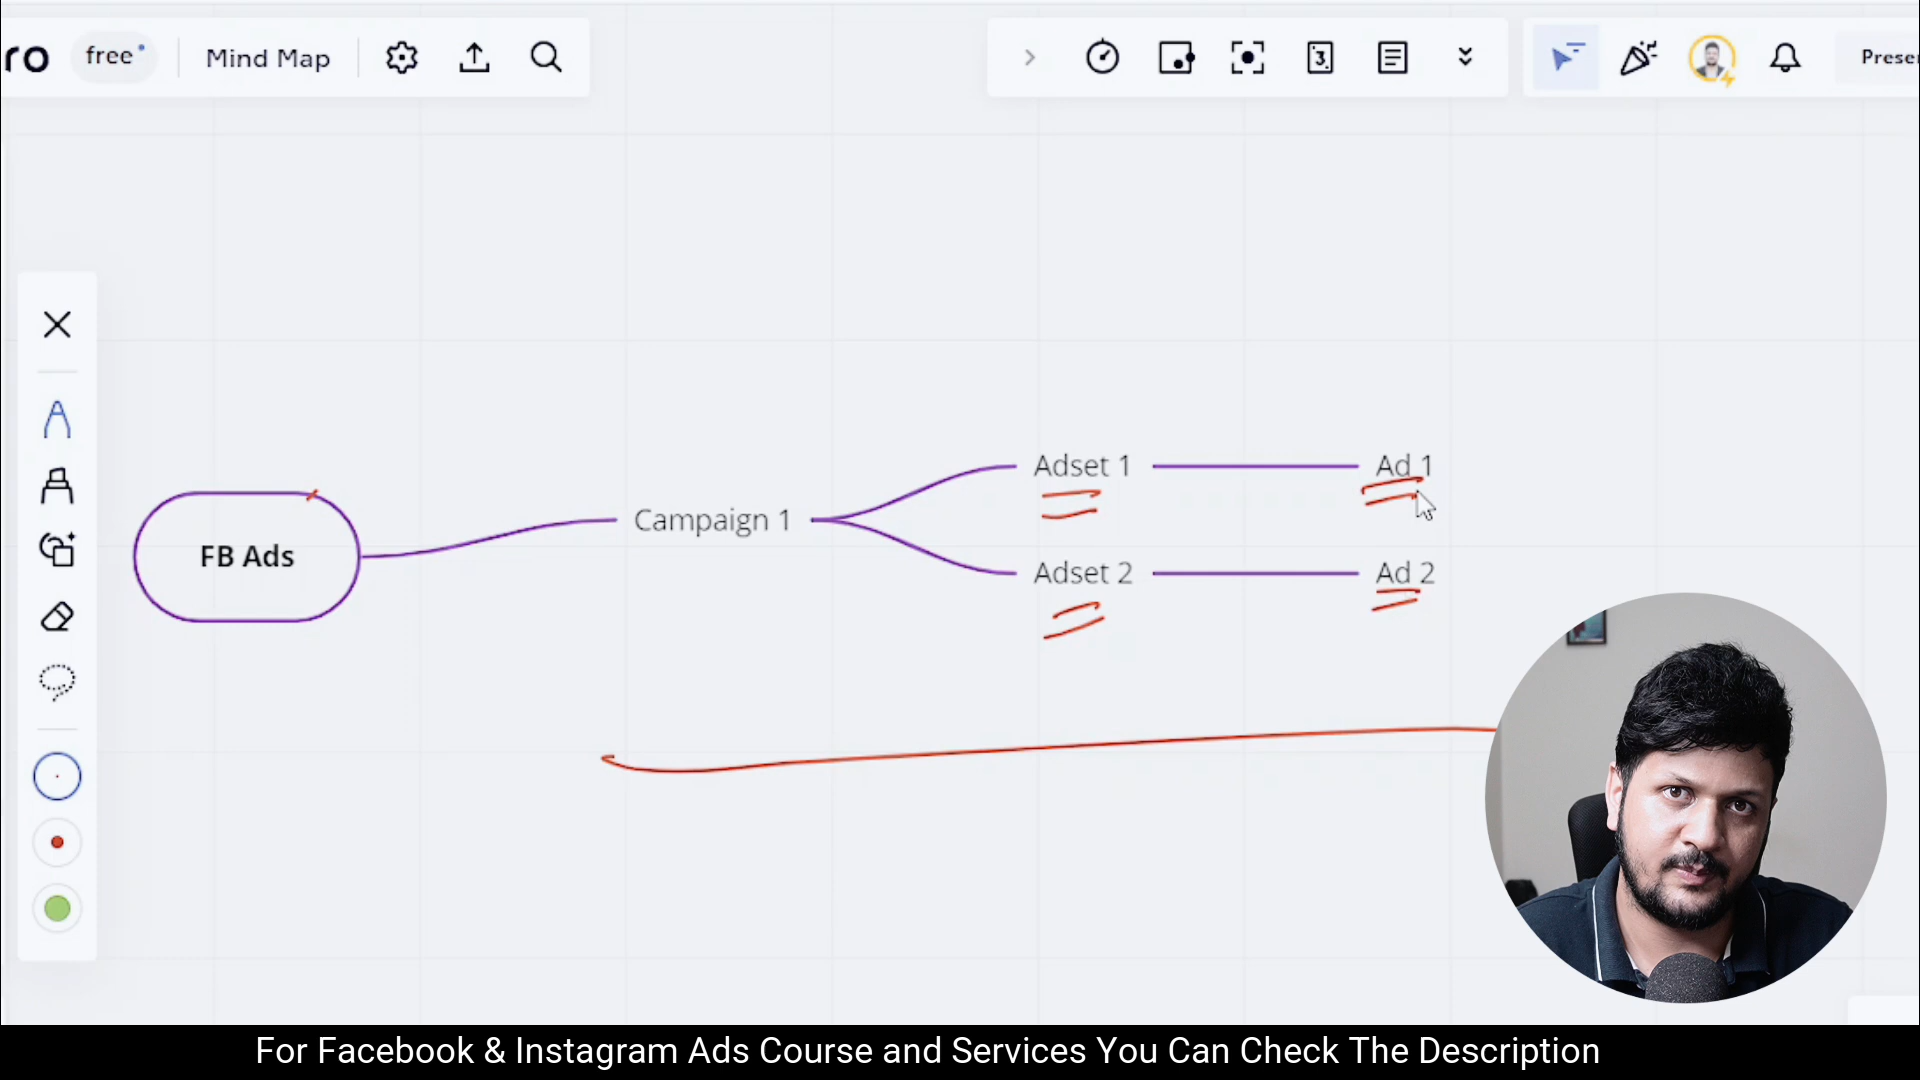 ro free Mind Map Presen
Adset 1 Ad 1
Campaign 1
FB Ads
Adset 2 Ad 2
For Facebook & Instagram Ads Course and Services You Can Check The Description